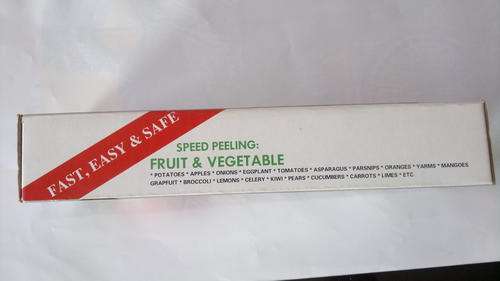 FAST, EASY & SAFE
SPEED PEELING:
FRUIT & VEGETABLE
* POTATOES * APPLES * ONIONS * EGGPLANT * TOMATOES * ASPARAGUS * PARSNIPS * ORANGES * YARMS * MANGOES
GRAPFUIT * BROCCOLI * LEMONS * CELERY * KIWI * PEARS * CUCUMBERS * CARROTS * LIMES * ETC